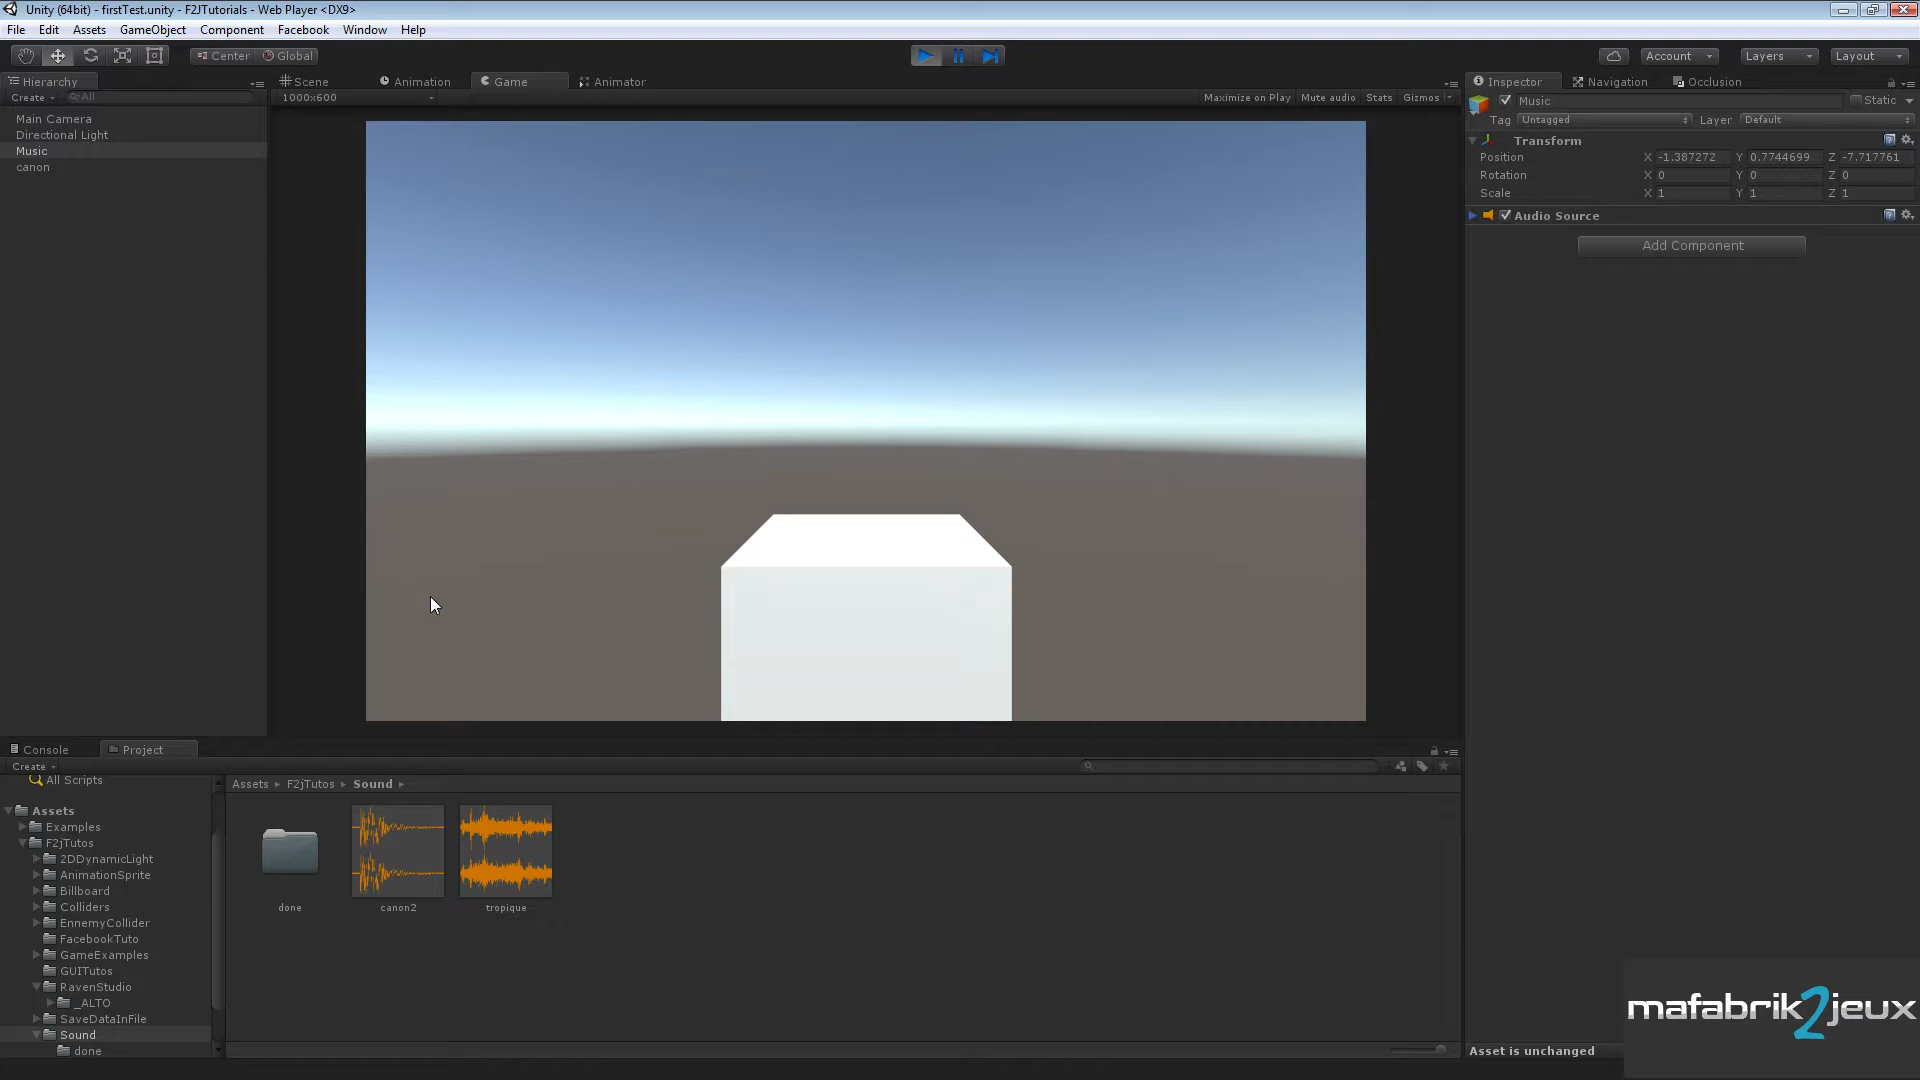 Unity (64bit) - firstTest.unity - F2JTutorials - Web Player <DX9>
File Edit Assets GameObject Component Facebook Window Help
Center Global Account Layers Layout
Hierarchy
Create All
Main Camera
Directional Light
Music
canon
Scene Animation Game Animator
1000x600 Maximize on Play Mute audio Stats Gizmos
Inspector Navigation Occlusion
Music Static
Tag Untagged Layer Default
Transform
Position X -1.387272 Y 0.7744699 Z -7.717761
Rotation X 0 Y 0 Z 0
Scale X 1 Y 1 Z 1
Audio Source
Add Component
Console Project
Create
All Scripts
Assets
Examples
F2jTutos
2DDynamicLight
AnimationSprite
Billboard
Colliders
EnnemyCollider
FacebookTuto
GameExamples
GUITutos
RavenStudio
_ALTO
SaveDataInFile
Sound
done
Assets F2jTutos Sound
done canon2 tropique
mafabrik2jeux
Asset is unchanged